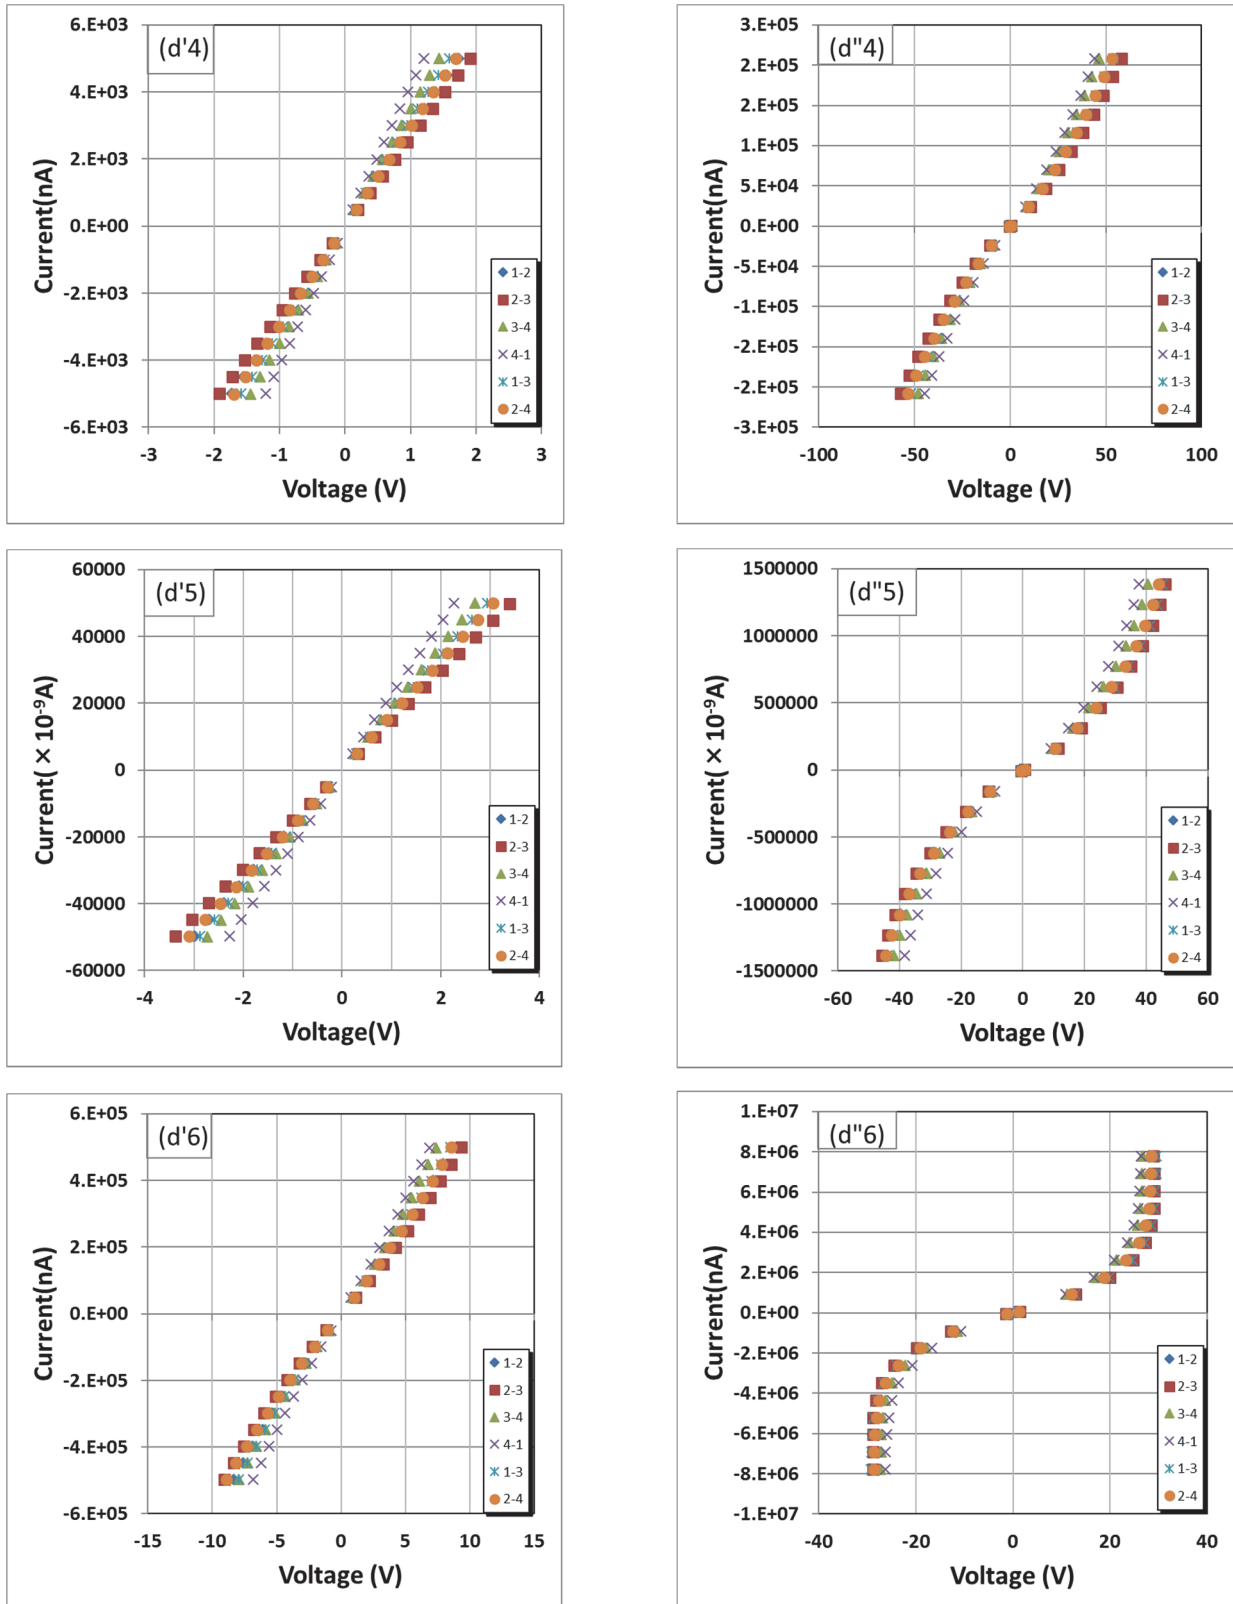 (d'4)
6.E+03
4.E+03
2.E+03
0.E+00
-2.E+03
-4.E+03
-6.E+03
Current(nA)
-3 -2 -1 0 1 2 3
Voltage (V)
1-2
2-3
3-4
4-1
1-3
2-4
(d"4)
3.E+05
2.E+05
2.E+05
1.E+05
5.E+04
0.E+00
-5.E+04
-1.E+05
-2.E+05
-2.E+05
-3.E+05
Current(nA)
-100 -50 0 50 100
Voltage (V)
1-2
2-3
3-4
4-1
1-3
2-4
(d'5)
60000
40000
20000
0
-20000
-40000
-60000
Current( × 10-9A)
-4 -2 0 2 4
Voltage(V)
1-2
2-3
3-4
4-1
1-3
2-4
(d"5)
1500000
1000000
500000
0
-500000
-1000000
-1500000
Current( × 10-9A)
-60 -40 -20 0 20 40 60
Voltage (V)
1-2
2-3
3-4
4-1
1-3
2-4
(d'6)
6.E+05
4.E+05
2.E+05
0.E+00
-2.E+05
-4.E+05
-6.E+05
Current(nA)
-15 -10 -5 0 5 10 15
Voltage (V)
1-2
2-3
3-4
4-1
1-3
2-4
(d"6)
1.E+07
8.E+06
6.E+06
4.E+06
2.E+06
0.E+00
-2.E+06
-4.E+06
-6.E+06
-8.E+06
-1.E+07
Current(nA)
-40 -20 0 20 40
Voltage (V)
1-2
2-3
3-4
4-1
1-3
2-4